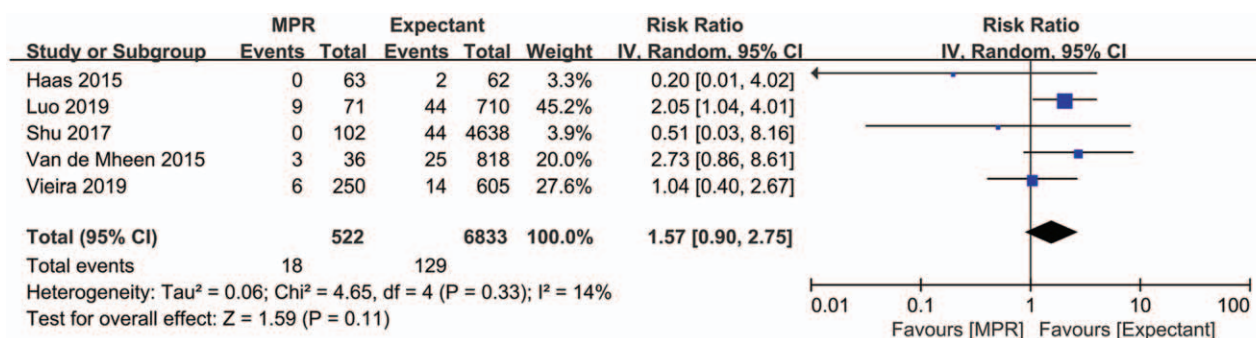 MPR Expectant Risk Ratio Risk Ratio
Study or Subgroup Events Total Events Total Weight IV, Random, 95% CI IV, Random, 95% CI
Haas 2015 0 63 2 62 3.3% 0.20 [0.01, 4.02]
Luo 2019 9 71 44 710 45.2% 2.05 [1.04, 4.01]
Shu 2017 0 102 44 4638 3.9% 0.51 [0.03, 8.16]
Van de Mheen 2015 3 36 25 818 20.0% 2.73 [0.86, 8.61]
Vieira 2019 6 250 14 605 27.6% 1.04 [0.40, 2.67]
Total (95% CI) 522 6833 100.0% 1.57 [0.90, 2.75]
Total events 18 129
Heterogeneity: Tau² = 0.06; Chi² = 4.65, df = 4 (P = 0.33); I² = 14%
Test for overall effect: Z = 1.59 (P = 0.11)
0.01 0.1 1 10 100
Favours [MPR] Favours [Expectant]